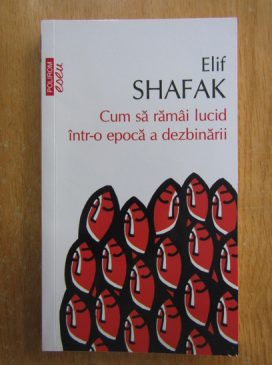 POLIROM
eseu
Elif
SHAFAK
Cum să rămâi lucid
într-o epocă a dezbinării